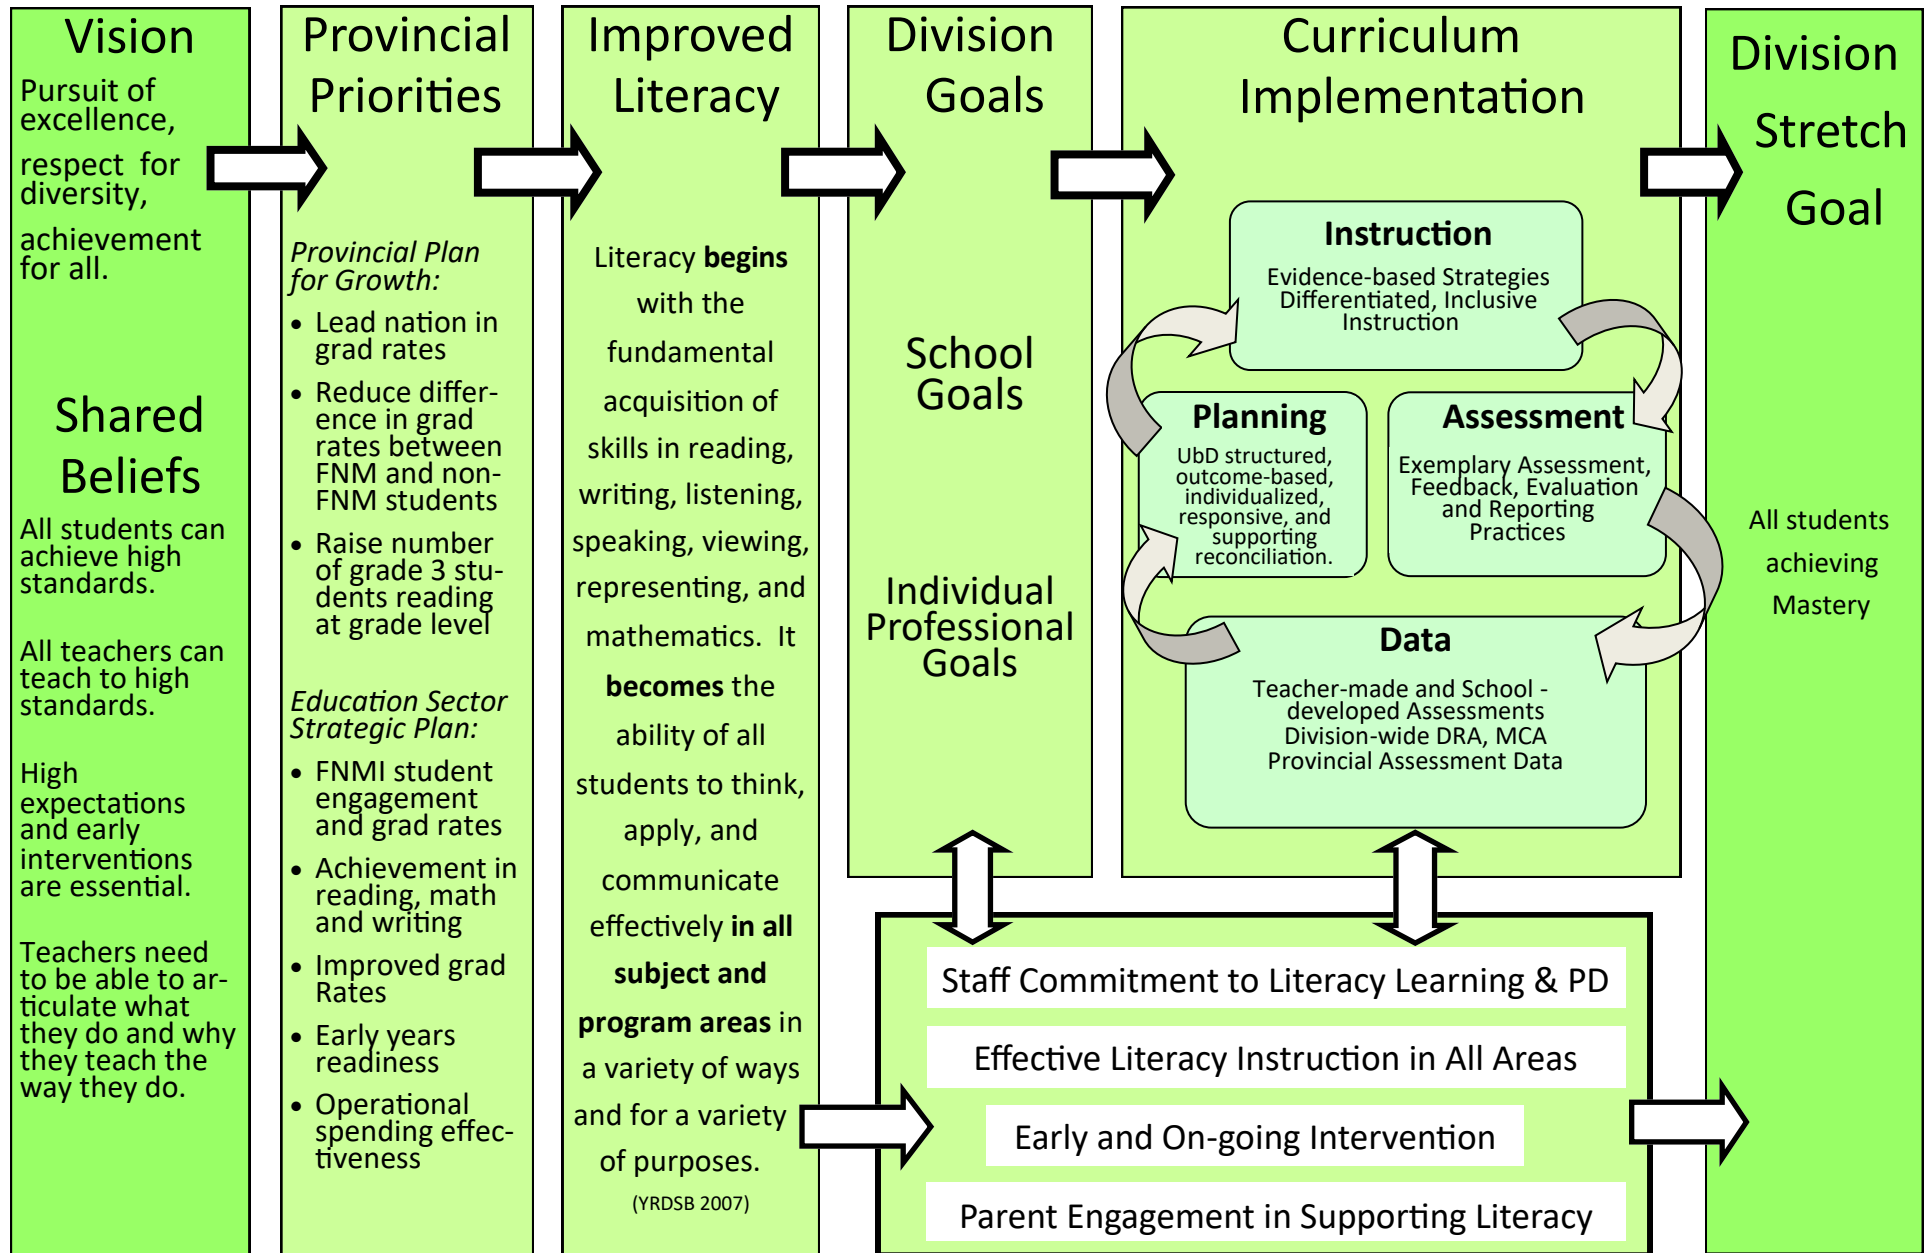 Vision
Pursuit of
excellence,
respect  for
diversity,
achievement
for all.
Shared
Beliefs
All students can
achieve high
standards.
All teachers can
teach to high
standards.
High
expectations
and early
interventions
are essential.
Teachers need
to be able to ar-
ticulate what
they do and why
they teach the
way they do.
Provincial
Priorities
Provincial Plan
for Growth:
• Lead nation in
grad rates
• Reduce differ-
ence in grad
rates between
FNM and non-
FNM students
• Raise number
of grade 3 stu-
dents reading
at grade level
Education Sector
Strategic Plan:
• FNMI student
engagement
and grad rates
• Achievement in
reading, math
and writing
• Improved grad
Rates
• Early years
readiness
• Operational
spending effec-
tiveness
Improved
Literacy
Literacy begins
with the
fundamental
acquisition of
skills in reading,
writing, listening,
speaking, viewing,
representing, and
mathematics.  It
becomes the
ability of all
students to think,
apply, and
communicate
effectively in all
subject and
program areas in
a variety of ways
and for a variety
of purposes.
(YRDSB 2007)
Division
Goals
School
Goals
Individual
Professional
Goals
Curriculum
Implementation
Instruction
Evidence-based Strategies
Differentiated, Inclusive
Instruction
Planning
UbD structured,
outcome-based,
individualized,
responsive, and
supporting
reconciliation.
Assessment
Exemplary Assessment,
Feedback, Evaluation
and Reporting
Practices
Data
Teacher-made and School -
developed Assessments
Division-wide DRA, MCA
Provincial Assessment Data
Staff Commitment to Literacy Learning & PD
Effective Literacy Instruction in All Areas
Early and On-going Intervention
Parent Engagement in Supporting Literacy
Division
Stretch
Goal
All students
achieving
Mastery